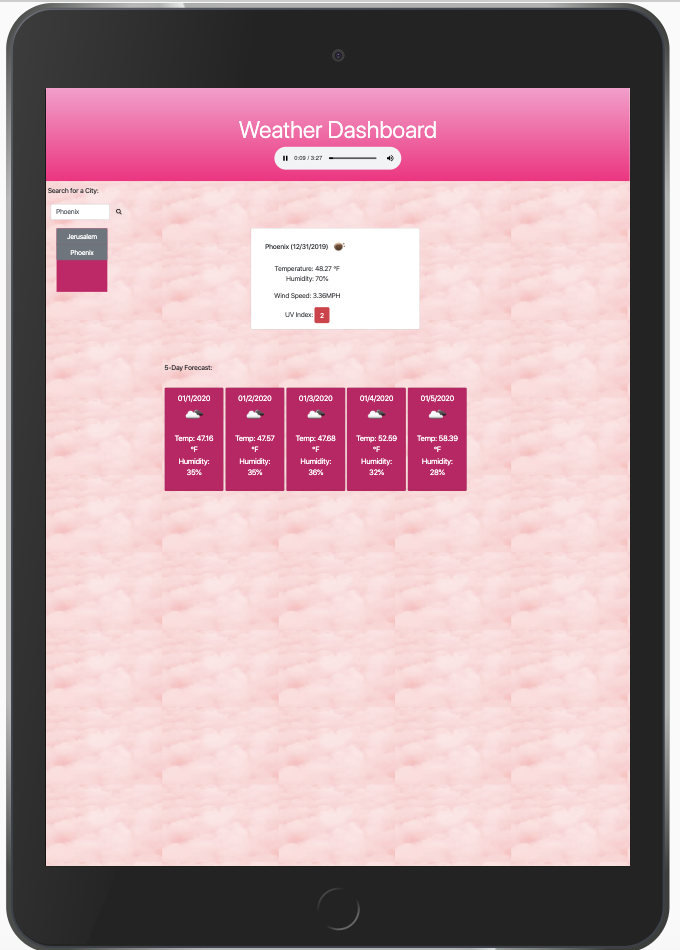 Weather Dashboard
0:09 / 3:27
Search for a City:
Phoenix
Jerusalem
Phoenix
Phoenix (12/31/2019)
Temperature: 48.27 °F
Humidity: 70%
Wind Speed: 3.36MPH
UV Index: 2
5-Day Forecast:
01/1/2020 01/2/2020 01/3/2020 01/4/2020 01/5/2020
Temp: 47.16 Temp: 47.57 Temp: 47.68 Temp: 52.59 Temp: 58.39
°F °F °F °F °F
Humidity: Humidity: Humidity: Humidity: Humidity:
35% 35% 36% 32% 28%